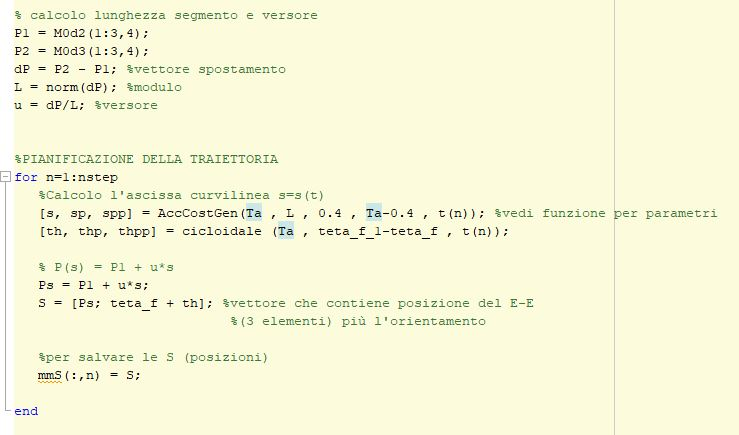 % calcolo lunghezza segmento e versore
P1 = M0d2(1:3,4);
P2 = M0d3(1:3,4);
dP = P2 - P1; %vettore spostamento
L = norm(dP); %modulo
u = dP/L; %versore
%PIANIFICAZIONE DELLA TRAIETTORIA
for n=1:nstep
%Calcolo l'ascissa curvilinea s=s(t)
[s, sp, spp] = AccCostGen(Ta , L , 0.4 , Ta-0.4 , t(n)); %vedi funzione per parametri
[th, thp, thpp] = cicloidale (Ta , teta_f_1-teta_f , t(n));
% P(s) = P1 + u*s
Ps = P1 + u*s;
S = [Ps; teta_f + th]; %vettore che contiene posizione del E-E
%(3 elementi) più l'orientamento
%per salvare le S (posizioni)
mmS(:,n) = S;
end